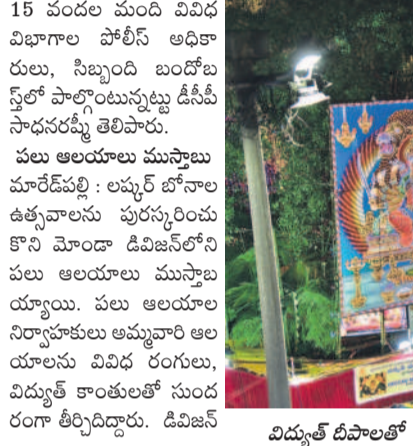 15 వందల మంది వివిధ
విభాగాల పోలీస్ అధికా
రులు, సిబ్బంది బందోబ
స్త్‌లో పాల్గొంటున్నట్టు డీసీపీ
సాధనరష్మీ తెలిపారు.
పలు ఆలయాలు ముస్తాబు
మారేడ్‌పల్లి : లష్కర్ బోనాల
ఉత్సవాలను పురస్కరించు
కొని మోండా డివిజన్‌లోని
పలు ఆలయాలు ముస్తాబ
య్యాయి. పలు ఆలయాల
నిర్వాహకులు అమ్మవారి ఆల
యాలను వివిధ రంగులు,
విద్యుత్ కాంతులతో సుంద
రంగా తీర్చిదిద్దారు. డివిజన్
విద్యుత్ దీపాలతో